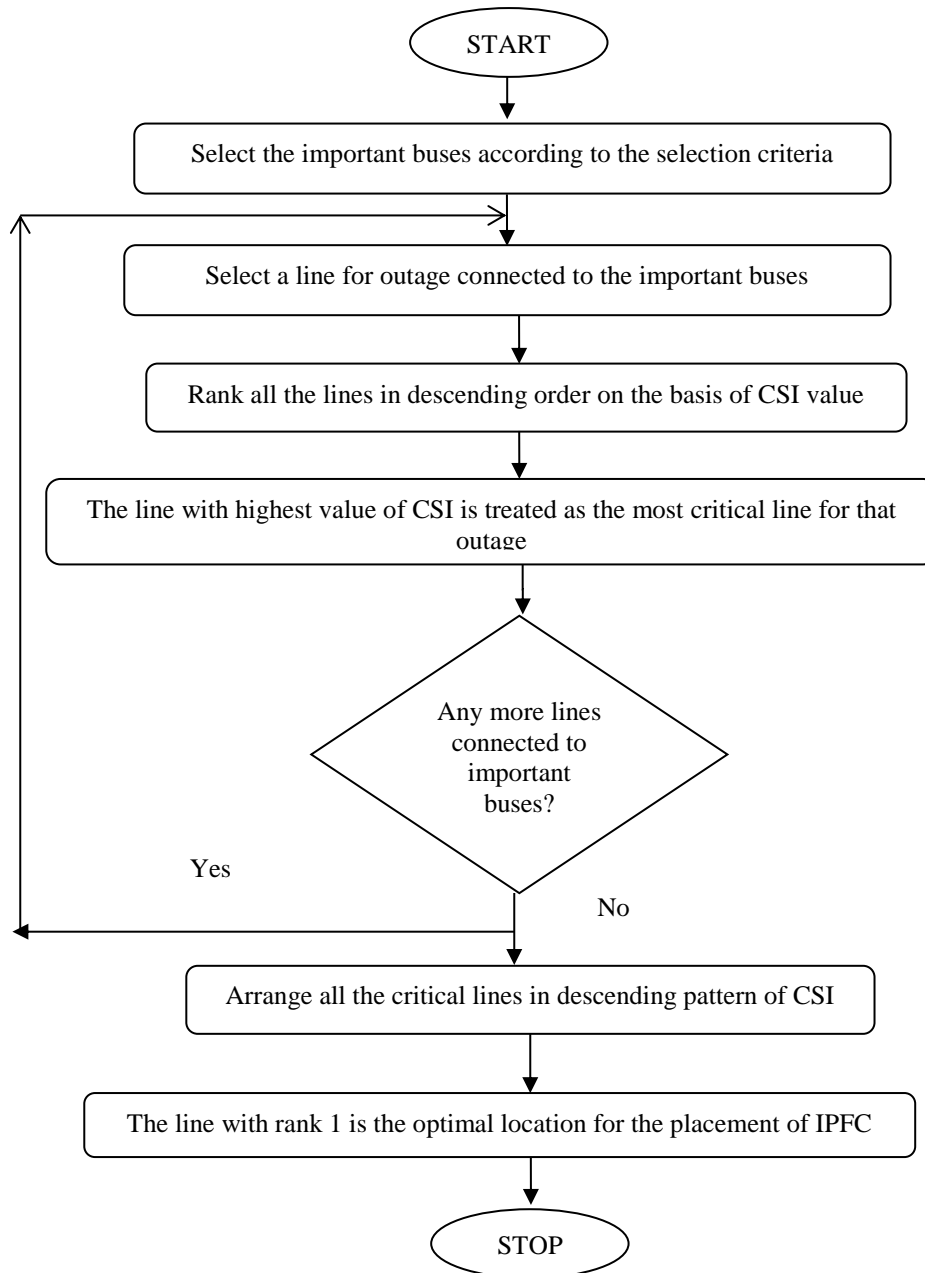 START
Select the important buses according to the selection criteria
Select a line for outage connected to the important buses
Rank all the lines in descending order on the basis of CSI value
The line with highest value of CSI is treated as the most critical line for that
outage
Any more lines
connected to
important
buses?
Yes
No
Arrange all the critical lines in descending pattern of CSI
The line with rank 1 is the optimal location for the placement of IPFC
STOP